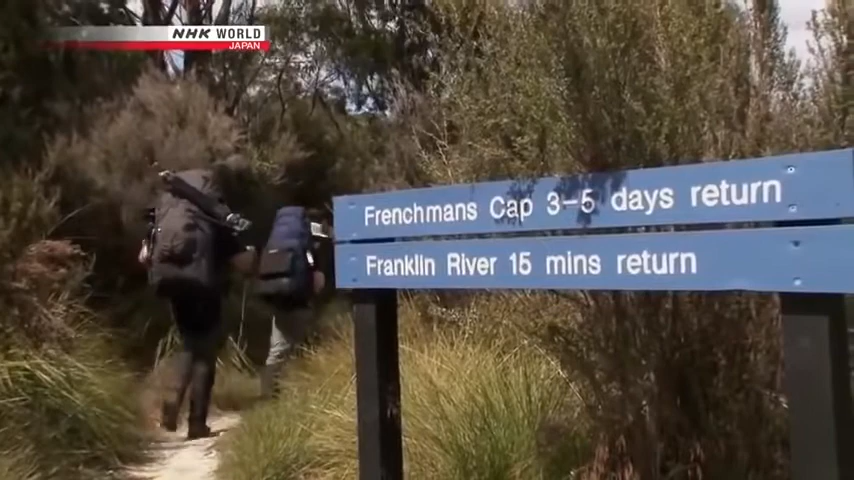 NHK WORLD
JAPAN
Frenchmans Cap 3-5 days return
Franklin River 15 mins return